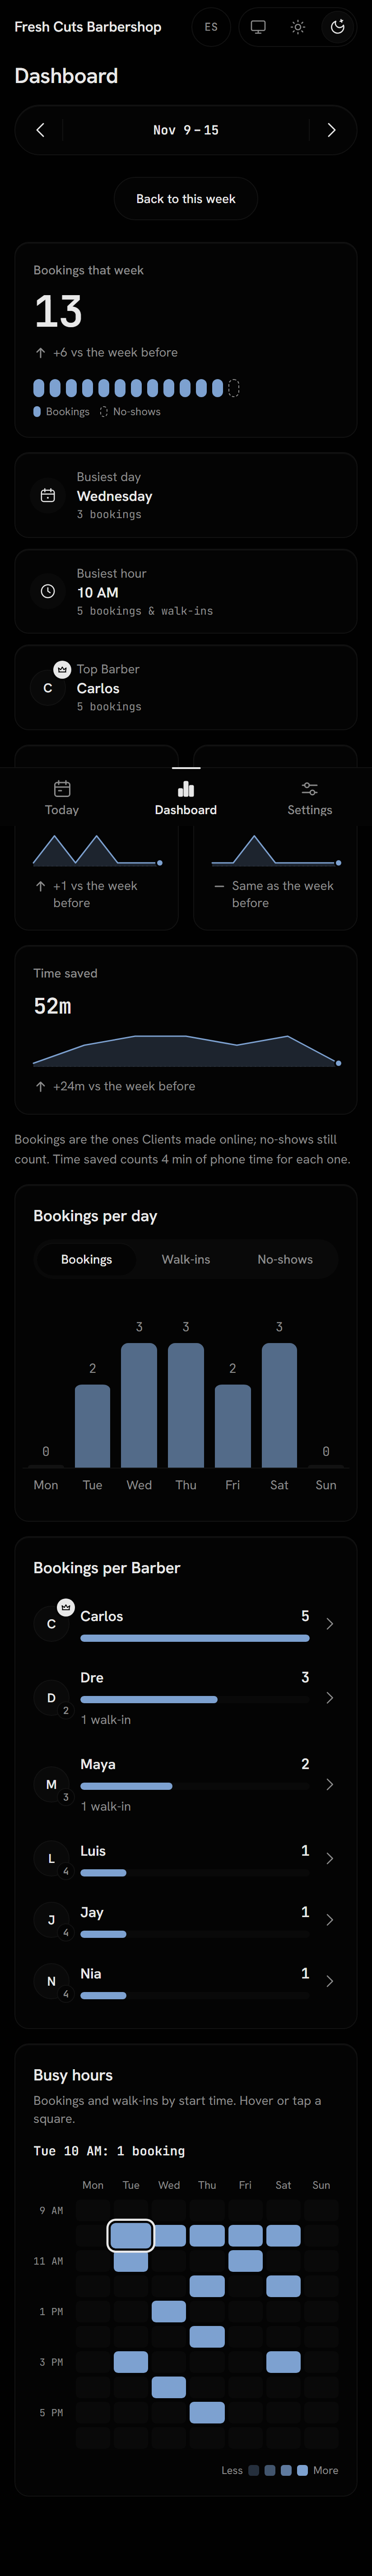 Fresh Cuts Barbershop
ES
Dashboard
Nov 9 – 15
Back to this week
Bookings that week
13
+6 vs the week before
Bookings
No-shows
Busiest day
Wednesday
3 bookings
Busiest hour
10 AM
5 bookings & walk-ins
C
Top Barber
Carlos
5 bookings
Today
Dashboard
Settings
+1 vs the week
before
Same as the week
before
Time saved
52m
+24m vs the week before
Bookings are the ones Clients made online; no-shows still
count. Time saved counts 4 min of phone time for each one.
Bookings per day
Bookings
Walk-ins
No-shows
0
2
3
3
2
3
0
Mon
Tue
Wed
Thu
Fri
Sat
Sun
Bookings per Barber
C
Carlos
5
D
2
Dre
3
1 walk-in
M
3
Maya
2
1 walk-in
L
4
Luis
1
J
4
Jay
1
N
4
Nia
1
Busy hours
Bookings and walk-ins by start time. Hover or tap a
square.
Tue 10 AM: 1 booking
Mon
Tue
Wed
Thu
Fri
Sat
Sun
9 AM
11 AM
1 PM
3 PM
5 PM
Less
More